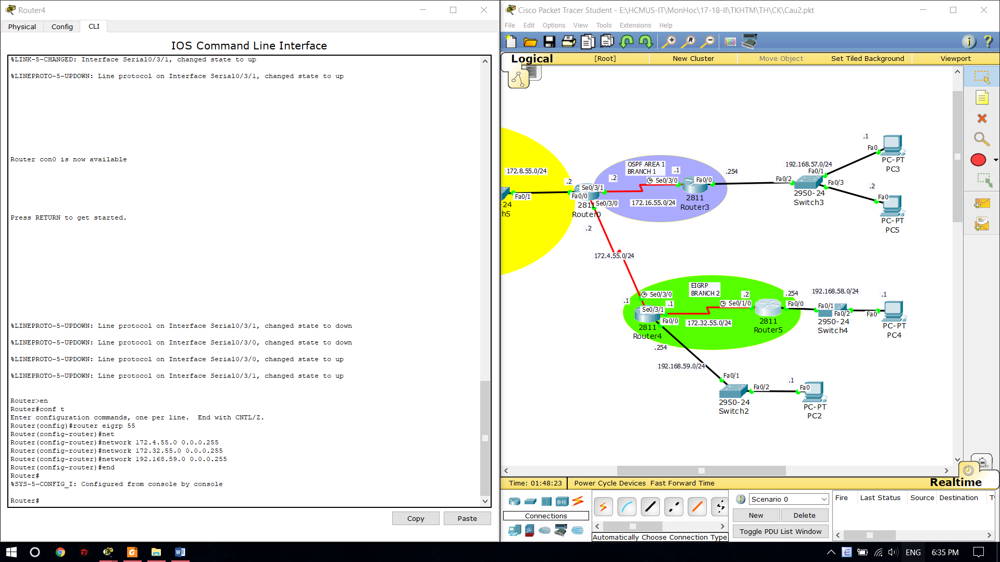 Router4
Physical Config CLI
IOS Command Line Interface
%LINK-5-CHANGED: Interface Serial0/3/1, changed state to up
%LINEPROTO-5-UPDOWN: Line protocol on Interface Serial0/3/1, changed state to up
Router con0 is now available
Press RETURN to get started.
%LINEPROTO-5-UPDOWN: Line protocol on Interface Serial0/3/1, changed state to down
%LINEPROTO-5-UPDOWN: Line protocol on Interface Serial0/3/0, changed state to down
%LINEPROTO-5-UPDOWN: Line protocol on Interface Serial0/3/0, changed state to up
%LINEPROTO-5-UPDOWN: Line protocol on Interface Serial0/3/1, changed state to up
Router>en
Router#conf t
Enter configuration commands, one per line.  End with CNTL/Z.
Router(config)#router eigrp 55
Router(config-router)#net
Router(config-router)#network 172.4.55.0 0.0.0.255
Router(config-router)#network 172.32.55.0 0.0.0.255
Router(config-router)#network 192.168.59.0 0.0.0.255
Router(config-router)#end
Router#
%SYS-5-CONFIG_I: Configured from console by console
Router#
Copy Paste
Cisco Packet Tracer Student - E:\HCMUS-IT\MonHoc\17-18-II\TKHTM\TH\CK\Cau2.pkt
File Edit Options View Tools Extensions Help
Logical [Root] New Cluster Move Object Set Tiled Background Viewport
172.8.55.0/24
.2
Fa0/1
24
h5
Se0/3/1
Fa0/0
Se0/3/0
2811
Router0
.2
.2
OSPF AREA 1
BRANCH 1
.1
Se0/3/0
Fa0/0
172.16.55.0/24
2811
Router3
.254
192.168.57.0/24
Fa0/1
Fa0/2
Fa0/3
2950-24
Switch3
.1
Fa0
PC-PT
PC3
.2
Fa0
PC-PT
PC5
172.4.55.0/24
EIGRP
BRANCH 2
.1
Se0/3/0
.1
Se0/3/1
Fa0/0
2811
Router4
.254
172.32.55.0/24
.2
Se0/1/0
2811
Router5
.254
Fa0/0
192.168.58.0/24
Fa0/1
Fa0/2
2950-24
Switch4
.1
Fa0
PC-PT
PC4
192.168.59.0/24
Fa0/1
Fa0/2
2950-24
Switch2
.1
Fa0
PC-PT
PC2
Time: 01:48:23 Power Cycle Devices Fast Forward Time Realtime
Connections
Automatically Choose Connection Type
Scenario 0
New Delete
Toggle PDU List Window
Fire Last Status Source Destination
ENG 6:35 PM